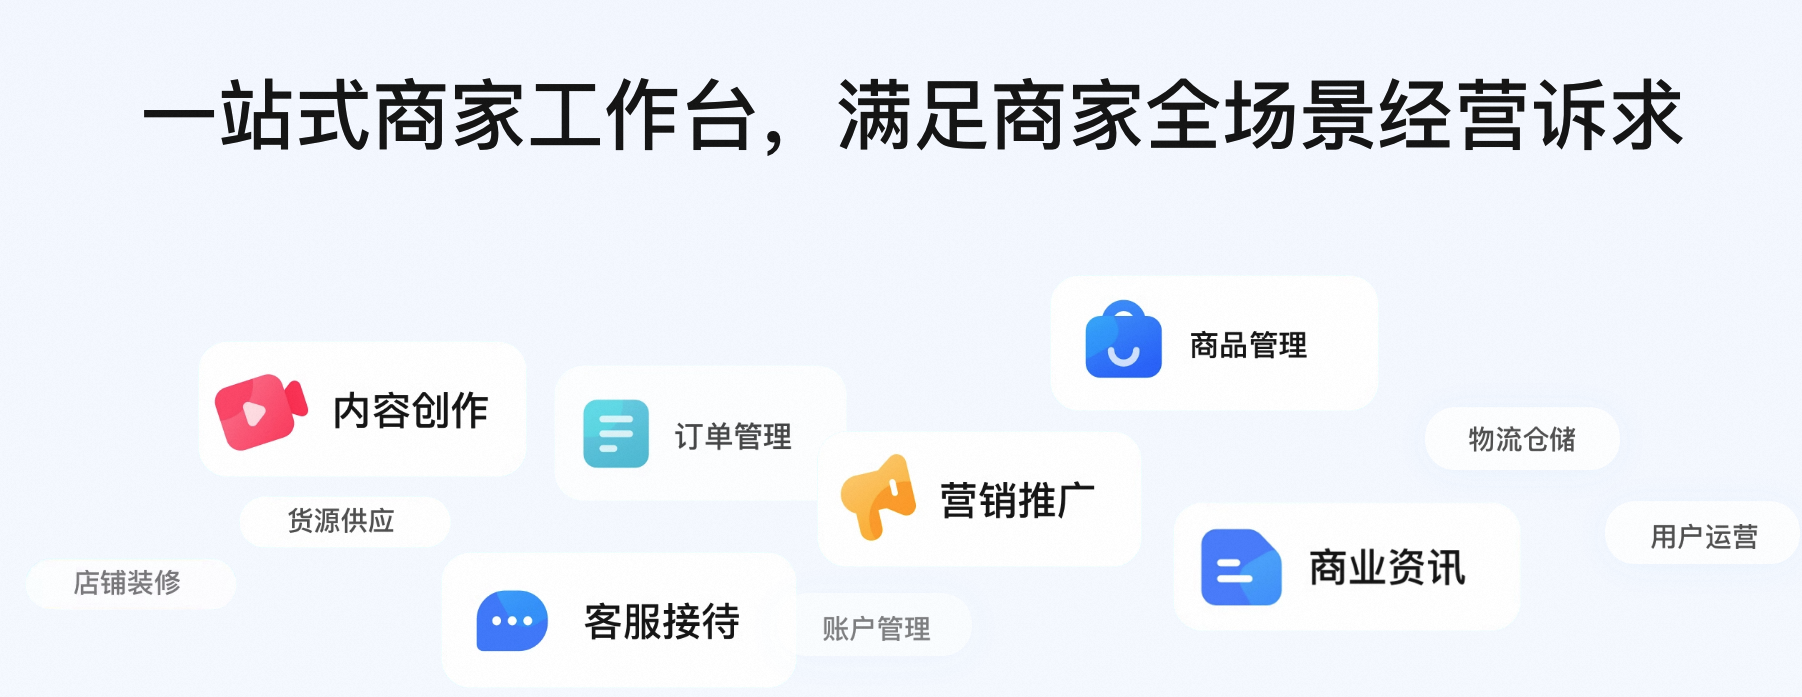 一站式商家工作台，满足商家全场景经营诉求
商品管理
内容创作
订单管理
物流仓储
营销推广
货源供应
用户运营
商业资讯
店铺装修
客服接待
账户管理